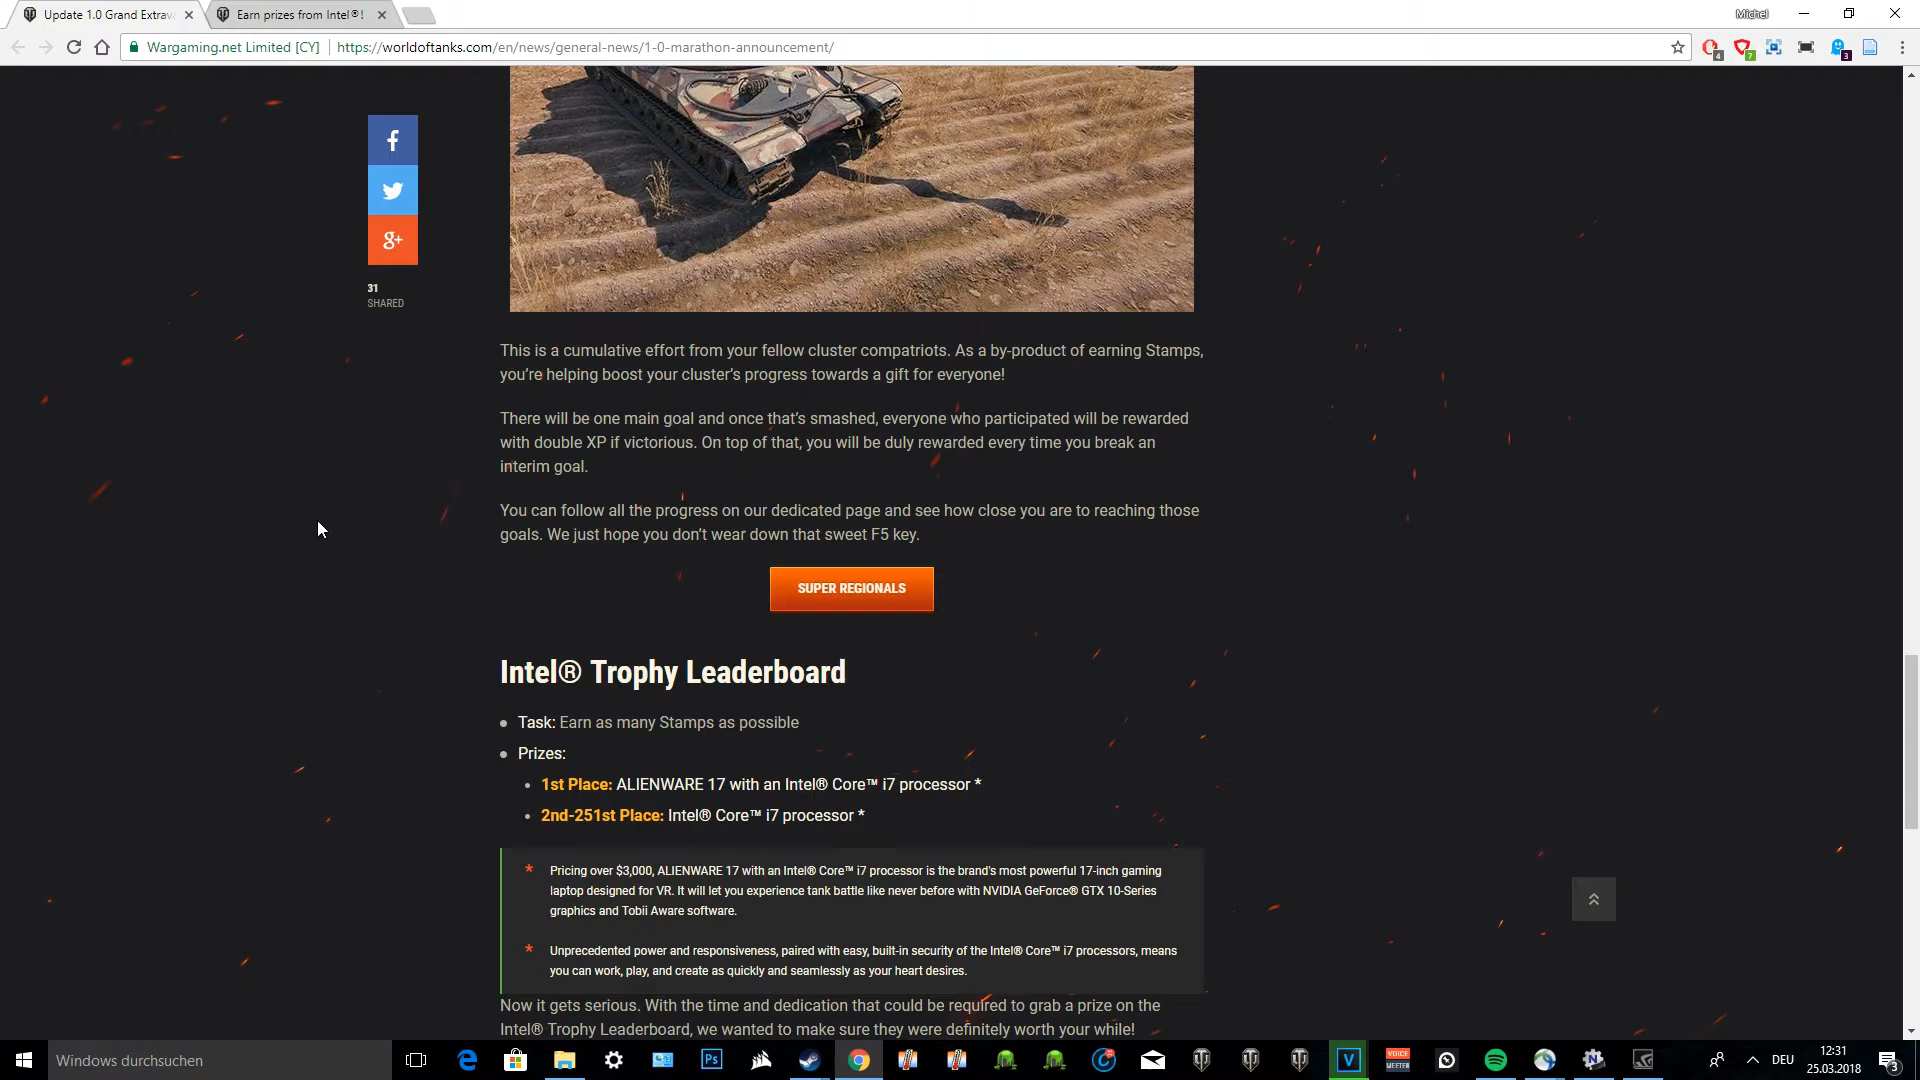 Update 1.0 Grand Extrava
Earn prizes from Intel®!
Michel
Wargaming.net Limited [CY]
https://worldoftanks.com/en/news/general-news/1-0-marathon-announcement/
4
7
3
31
SHARED
This is a cumulative effort from your fellow cluster compatriots. As a by-product of earning Stamps,
you’re helping boost your cluster’s progress towards a gift for everyone!
There will be one main goal and once that’s smashed, everyone who participated will be rewarded
with double XP if victorious. On top of that, you will be duly rewarded every time you break an
interim goal.
You can follow all the progress on our dedicated page and see how close you are to reaching those
goals. We just hope you don’t wear down that sweet F5 key.
SUPER REGIONALS
Intel® Trophy Leaderboard
Task: Earn as many Stamps as possible
Prizes:
1st Place: ALIENWARE 17 with an Intel® Core™ i7 processor *
2nd-251st Place: Intel® Core™ i7 processor *
* Pricing over $3,000, ALIENWARE 17 with an Intel® Core™ i7 processor is the brand's most powerful 17-inch gaming
laptop designed for VR. It will let you experience tank battle like never before with NVIDIA GeForce® GTX 10-Series
graphics and Tobii Aware software.
* Unprecedented power and responsiveness, paired with easy, built-in security of the Intel® Core™ i7 processors, means
you can work, play, and create as quickly and seamlessly as your heart desires.
Now it gets serious. With the time and dedication that could be required to grab a prize on the
Intel® Trophy Leaderboard, we wanted to make sure they were definitely worth your while!
Windows durchsuchen
Ps
V
VOICE
MEETER
DEU
12:31
25.03.2018
3